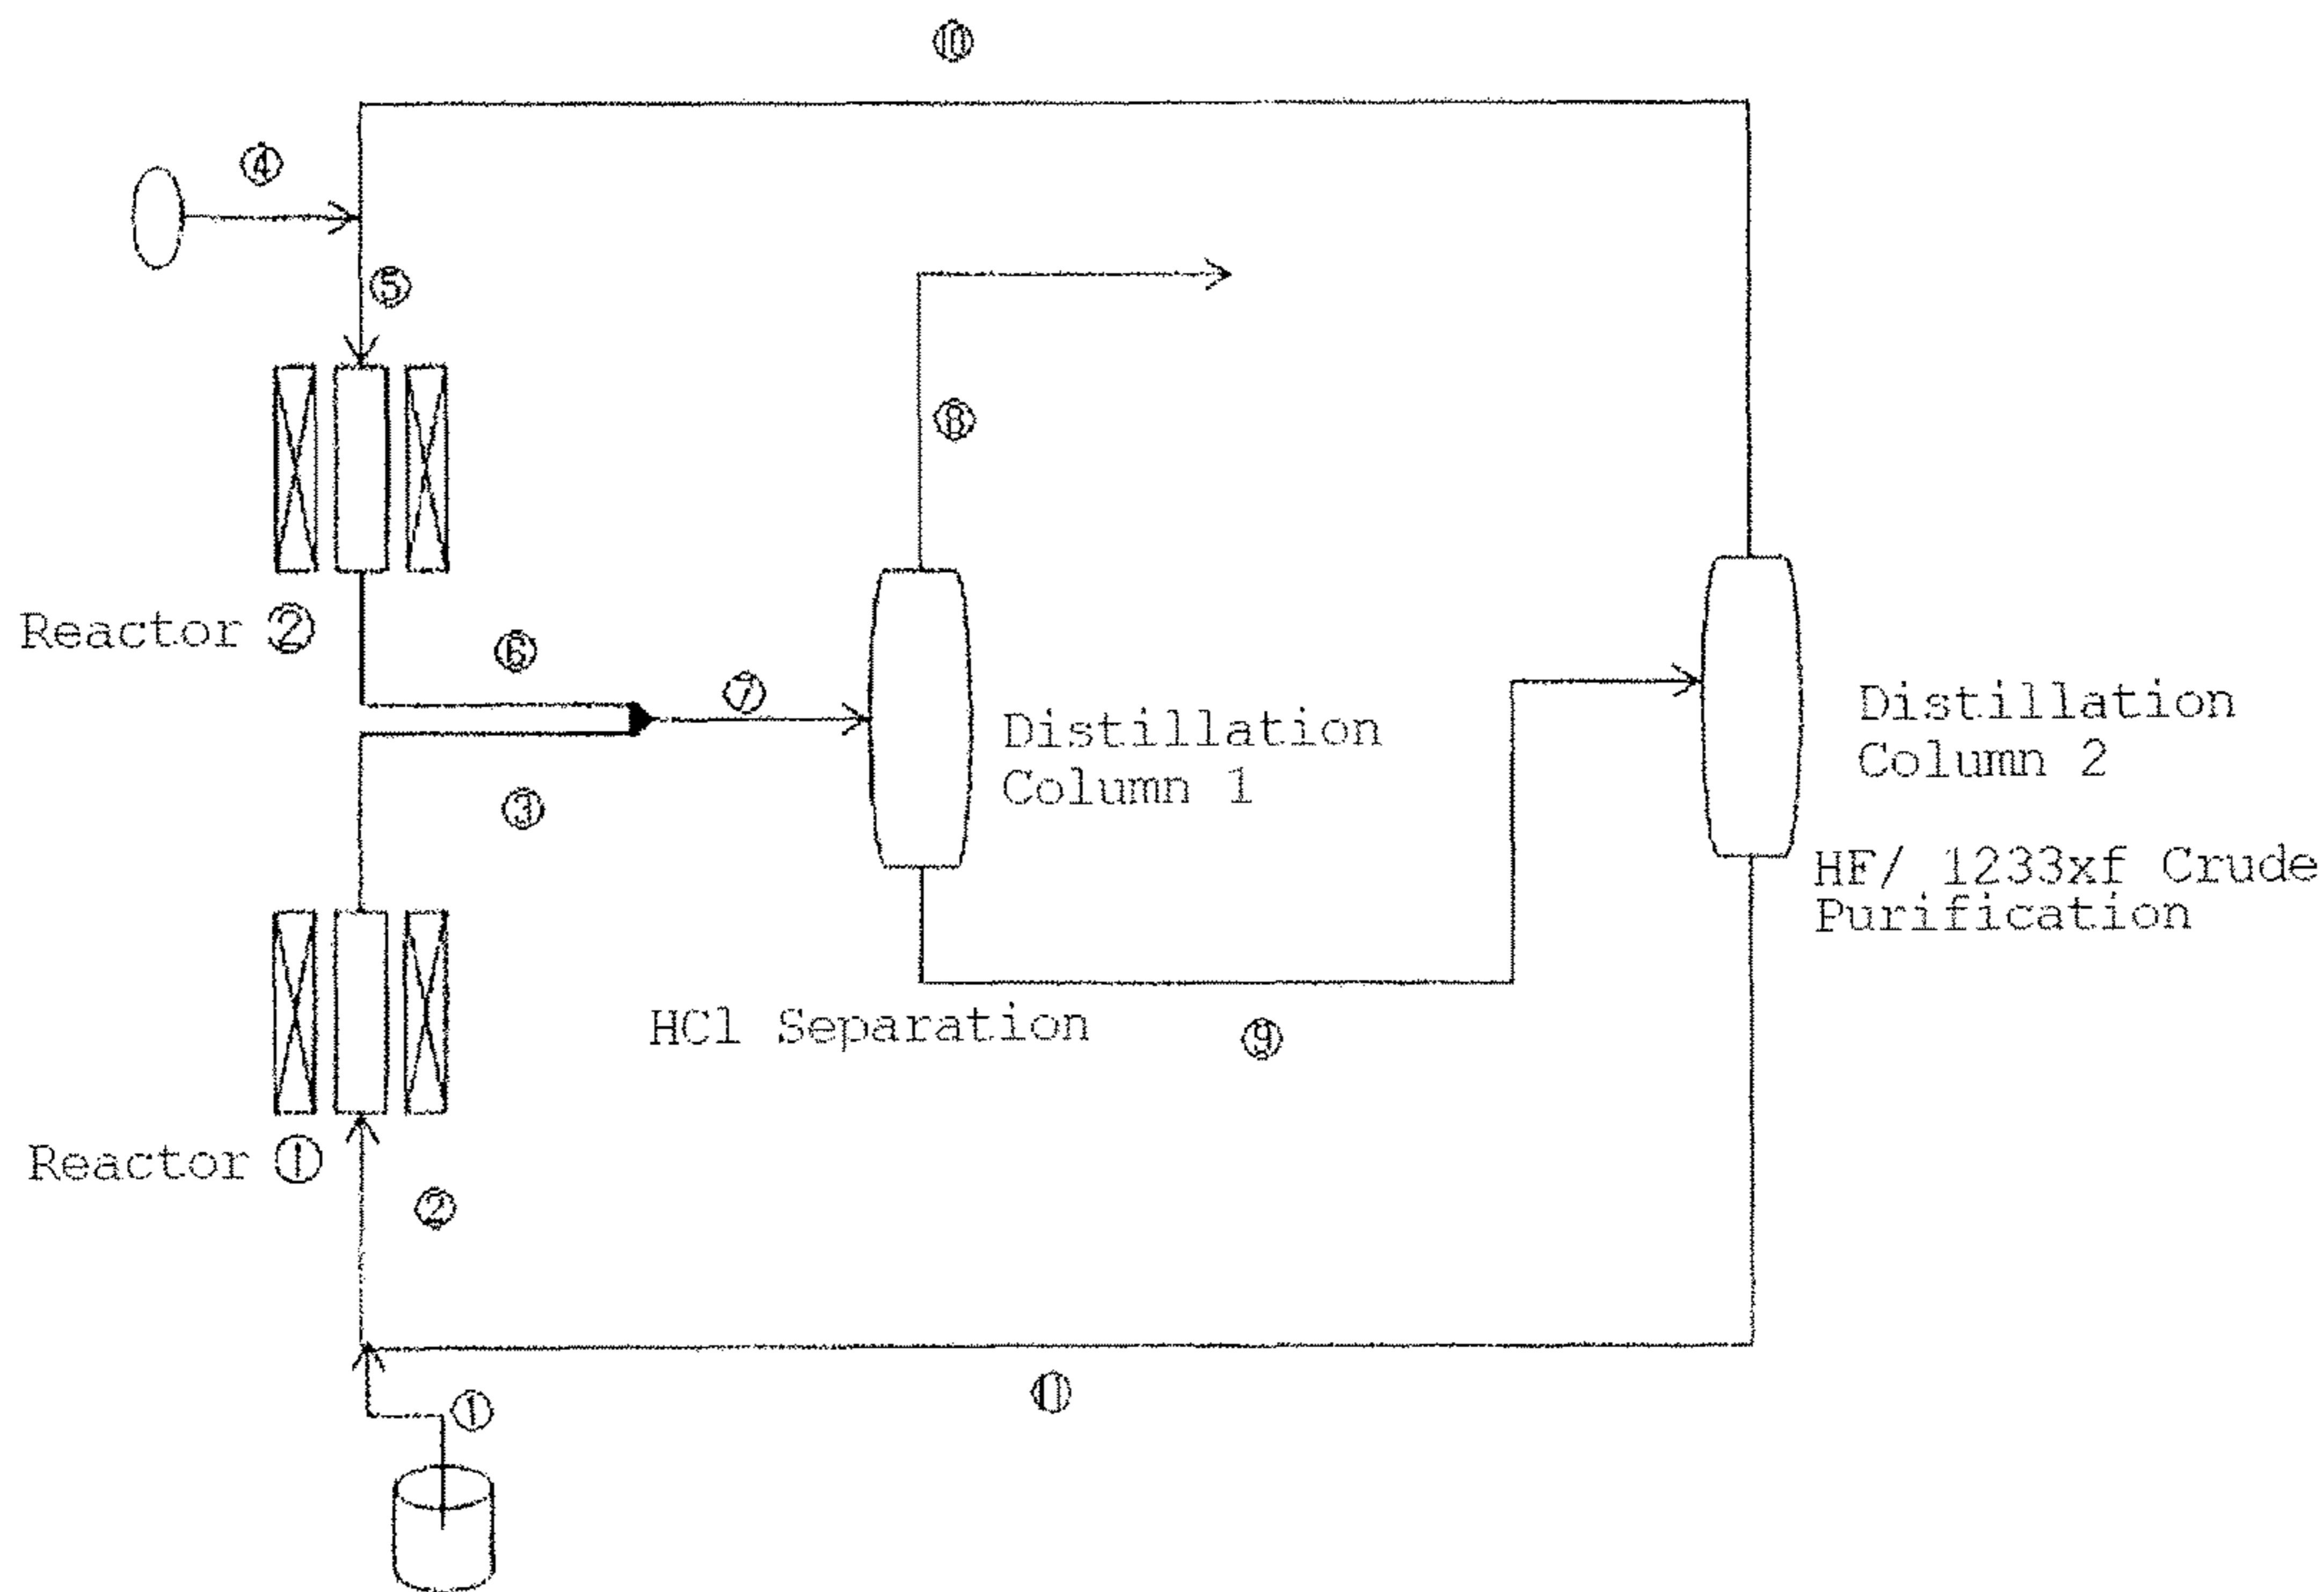 ⑩
④
⑤
⑧
Reactor ②
⑥
⑦
Distillation
Column 1
Distillation
Column 2
③
HF/ 1233xf Crude
Purification
HCl Separation
⑨
Reactor ①
②
⑪
①